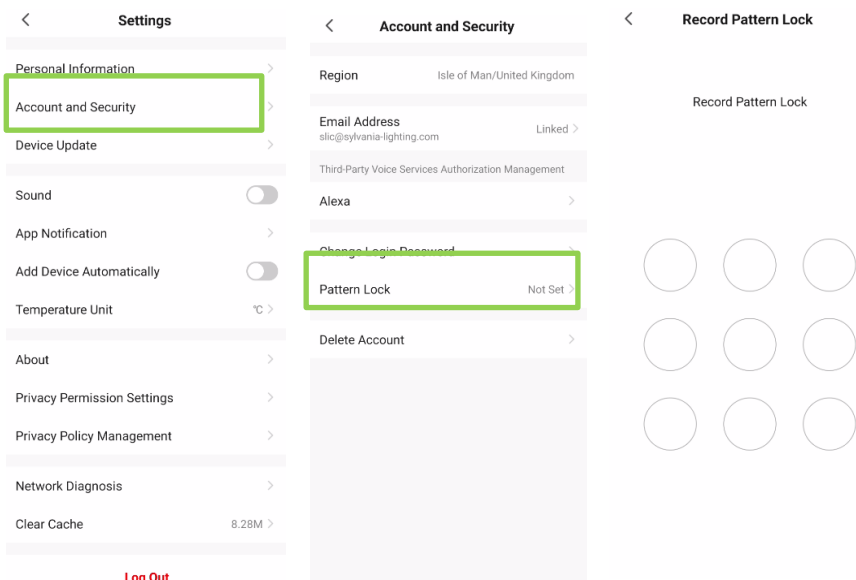 Settings
Personal Information
Account and Security
Device Update
Sound
App Notification
Add Device Automatically
Temperature Unit °C
About
Privacy Permission Settings
Privacy Policy Management
Network Diagnosis
Clear Cache 8.28M
Log Out
Account and Security
Region Isle of Man/United Kingdom
Email Address
slic@sylvania-lighting.com
Linked
Third-Party Voice Services Authorization Management
Alexa
Change Login Password
Pattern Lock Not Set
Delete Account
Record Pattern Lock
Record Pattern Lock